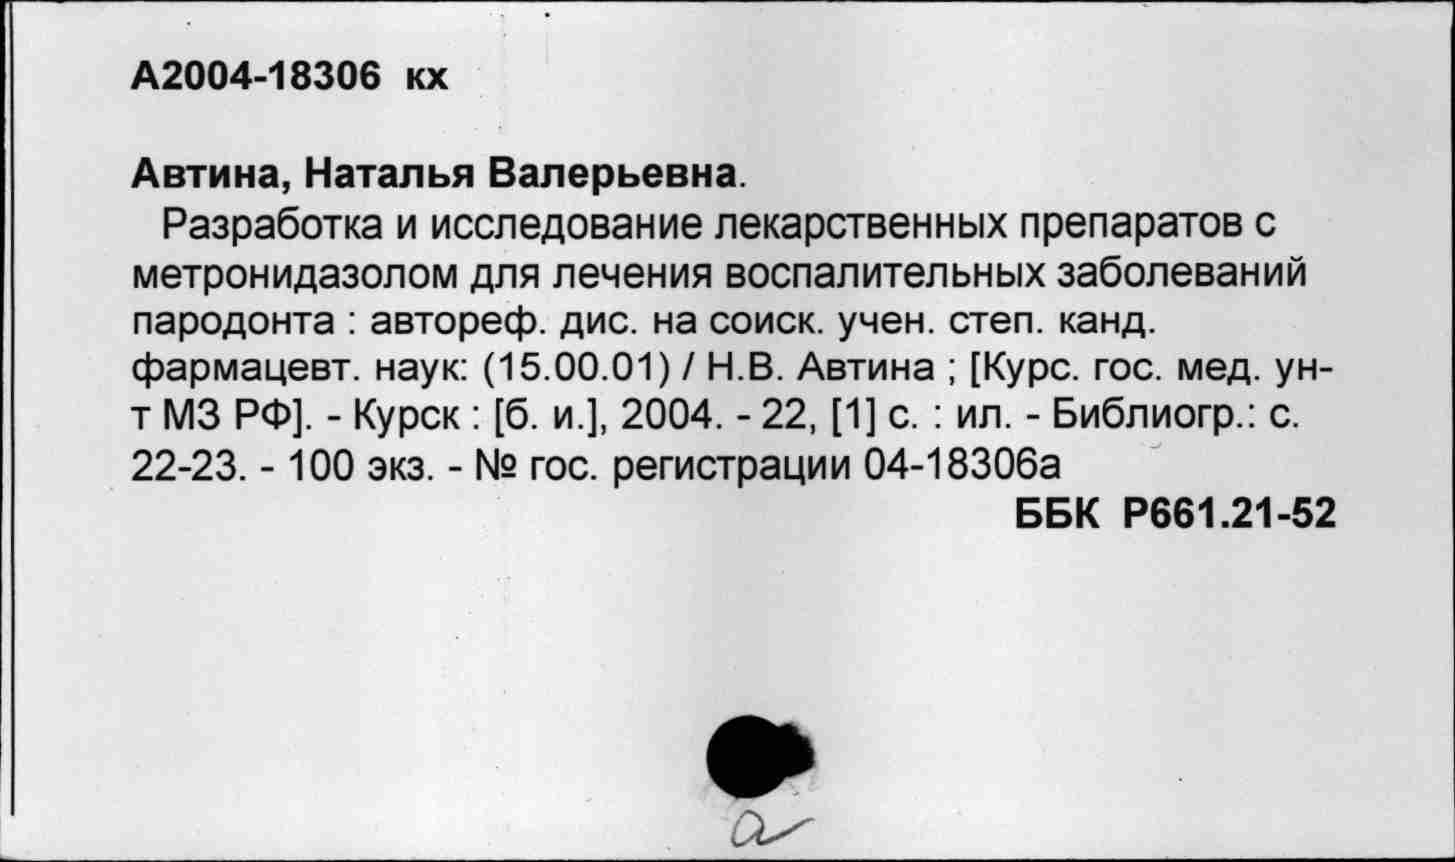 А2004-18306 кх
Автина, Наталья Валерьевна.
Разработка и исследование лекарственных препаратов с
метронидазолом для лечения воспалительных заболеваний
пародонта : автореф. дис. на соиск. учен. степ. канд.
фармацевт. наук: (15.00.01) / Н.В. Автина ; [Курс. гос. мед. ун-
т МЗ РФ]. - Курск : [б. и.], 2004. - 22, [1] с. : ил. - Библиогр.: с.
22-23. - 100 экз. - № гос. регистрации 04-18306а
ББК Р661.21-52
а